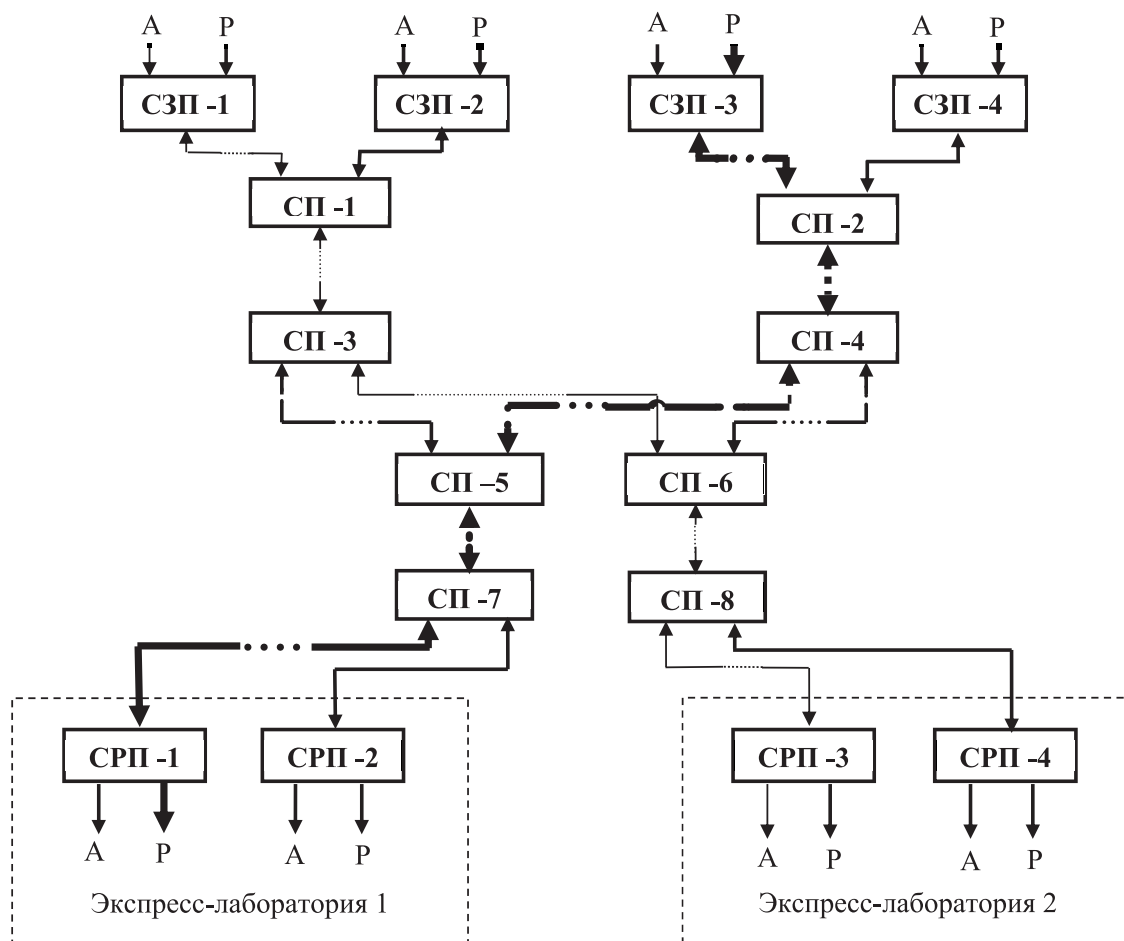 А Р А Р А Р А Р
СЗП -1 СЗП -2 СЗП -3 СЗП -4
СП -1
СП -2
СП -3 СП -4
СП –5 СП -6
СП -7 СП -8
СРП -1 СРП -2 СРП -3 СРП -4
А Р А Р А Р А Р
Экспресс-лаборатория 1 Экспресс-лаборатория 2